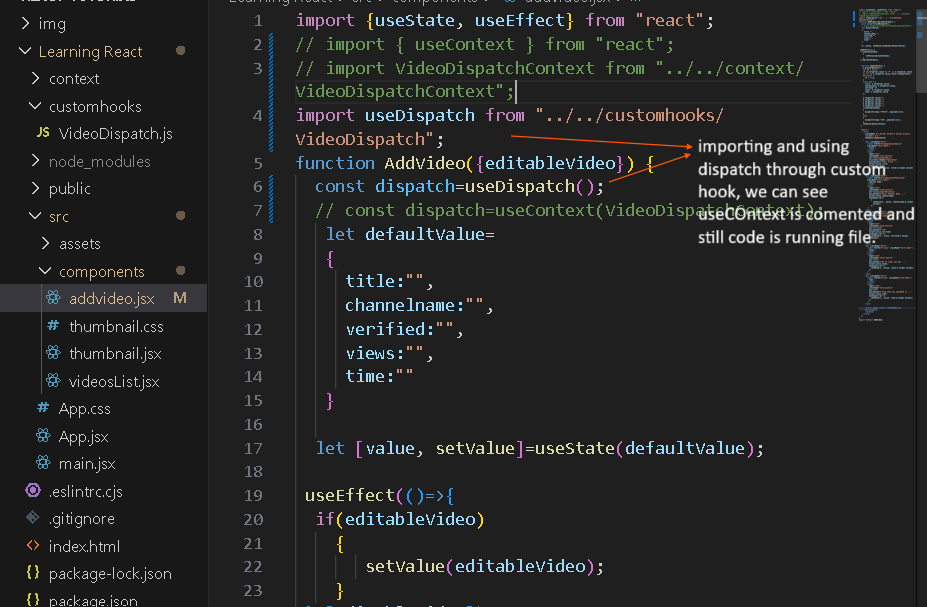 img
Learning React
context
customhooks
JS VideoDispatch.js
node_modules
public
src
assets
components
addvideo.jsx M
# thumbnail.css
thumbnail.jsx
videosList.jsx
# App.css
App.jsx
main.jsx
.eslintrc.cjs
.gitignore
<> index.html
{} package-lock.json
{} package.json
1 import {useState, useEffect} from "react";
2 // import { useContext } from "react";
3 // import VideoDispatchContext from "../../context/
VideoDispatchContext";
4 import useDispatch from "../../customhooks/
VideoDispatch";
5 function AddVideo({editableVideo}) {
6 const dispatch=useDispatch();
7 // const dispatch=useContext(VideoDispatchContext);
8 let defaultValue=
9 {
10 title:"",
11 channelname:"",
12 verified:"",
13 views:"",
14 time:""
15 }
16
17 let [value, setValue]=useState(defaultValue);
18
19 useEffect(()=>{
20 if(editableVideo)
21 {
22 setValue(editableVideo);
23 }
importing and using
dispatch through custom
hook, we can see
useCOntext is comented and
still code is running file.